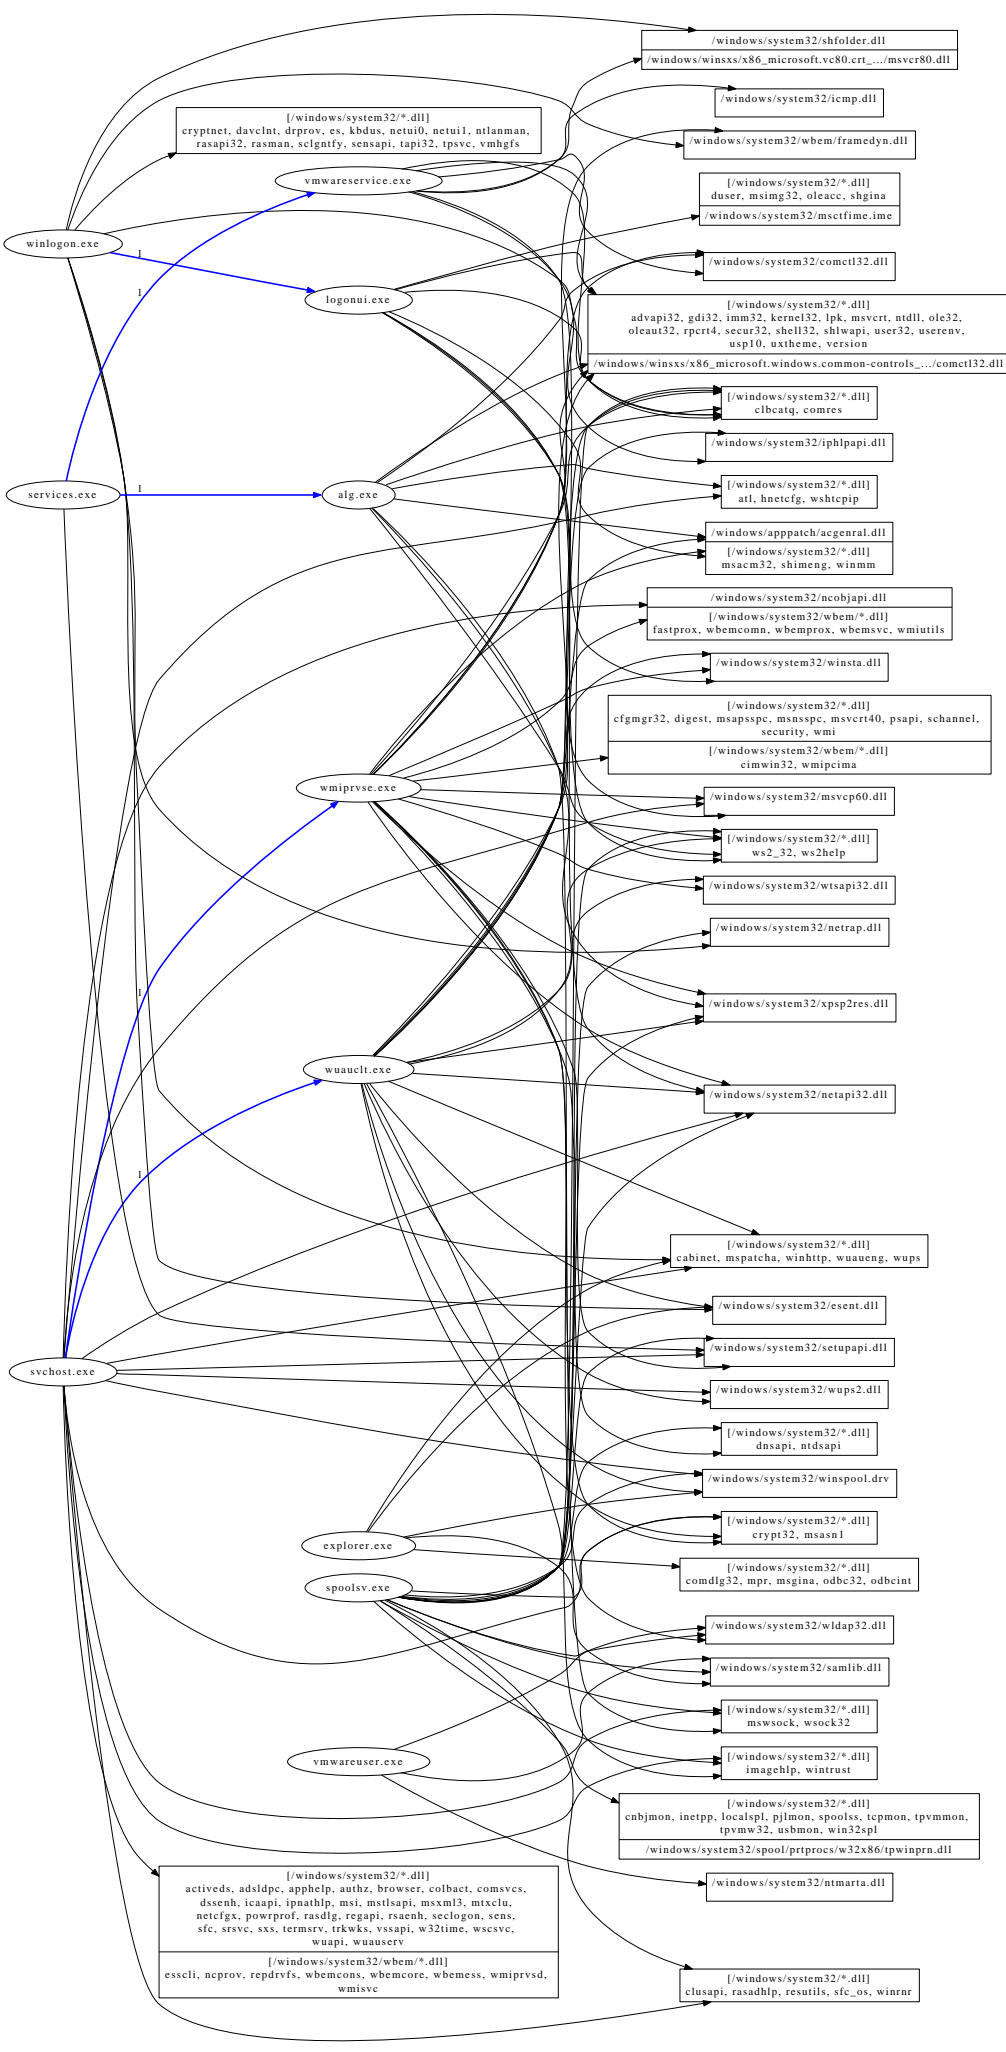 /windows/system32/shfolder.dll
/windows/winsxs/x86_microsoft.vc80.crt_.../msvcr80.dll
/windows/system32/icmp.dll
[/windows/system32/*.dll]
cryptnet, davclnt, drprov, es, kbdus, netui0, netui1, ntlanman,
rasapi32, rasman, sclgntfy, sensapi, tapi32, tpsvc, vmhgfs
/windows/system32/wbem/framedyn.dll
vmwareservice.exe
[/windows/system32/*.dll]
duser, msimg32, oleacc, shgina
/windows/system32/msctfime.ime
winlogon.exe
1
/windows/system32/comctl32.dll
1
logonui.exe
[/windows/system32/*.dll]
advapi32, gdi32, imm32, kernel32, lpk, msvcrt, ntdll, ole32,
oleaut32, rpcrt4, secur32, shell32, shlwapi, user32, userenv,
usp10, uxtheme, version
/windows/winsxs/x86_microsoft.windows.common-controls_.../comctl32.dll
[/windows/system32/*.dll]
clbcatq, comres
/windows/system32/iphlpapi.dll
services.exe
1
alg.exe
[/windows/system32/*.dll]
atl, hnetcfg, wshtcpip
/windows/apppatch/acgenral.dll
[/windows/system32/*.dll]
msacm32, shimeng, winmm
/windows/system32/ncobjapi.dll
[/windows/system32/wbem/*.dll]
fastprox, wbemcomn, wbemprox, wbemsvc, wmiutils
/windows/system32/winsta.dll
[/windows/system32/*.dll]
cfgmgr32, digest, msapsspc, msnsspc, msvcrt40, psapi, schannel,
security, wmi
[/windows/system32/wbem/*.dll]
cimwin32, wmipcima
wmiprvse.exe
/windows/system32/msvcp60.dll
[/windows/system32/*.dll]
ws2_32, ws2help
/windows/system32/wtsapi32.dll
/windows/system32/netrap.dll
1
/windows/system32/xpsp2res.dll
wuauclt.exe
/windows/system32/netapi32.dll
1
[/windows/system32/*.dll]
cabinet, mspatcha, winhttp, wuaueng, wups
/windows/system32/esent.dll
/windows/system32/setupapi.dll
svchost.exe
/windows/system32/wups2.dll
[/windows/system32/*.dll]
dnsapi, ntdsapi
/windows/system32/winspool.drv
[/windows/system32/*.dll]
crypt32, msasn1
explorer.exe
[/windows/system32/*.dll]
comdlg32, mpr, msgina, odbc32, odbcint
spoolsv.exe
/windows/system32/wldap32.dll
/windows/system32/samlib.dll
[/windows/system32/*.dll]
mswsock, wsock32
vmwareuser.exe
[/windows/system32/*.dll]
imagehlp, wintrust
[/windows/system32/*.dll]
cnbjmon, inetpp, localspl, pjlmon, spoolss, tcpmon, tpvmmon,
tpvmw32, usbmon, win32spl
/windows/system32/spool/prtprocs/w32x86/tpwinprn.dll
[/windows/system32/*.dll]
activeds, adsldpc, apphelp, authz, browser, colbact, comsvcs,
dssenh, icaapi, ipnathlp, msi, mstlsapi, msxml3, mtxclu,
netcfgx, powrprof, rasdlg, regapi, rsaenh, seclogon, sens,
sfc, srsvc, sxs, termsrv, trkwks, vssapi, w32time, wscsvc,
wuapi, wuauserv
[/windows/system32/wbem/*.dll]
esscli, ncprov, repdrvfs, wbemcons, wbemcore, wbemess, wmiprvsd,
wmisvc
/windows/system32/ntmarta.dll
[/windows/system32/*.dll]
clusapi, rasadhlp, resutils, sfc_os, winrnr